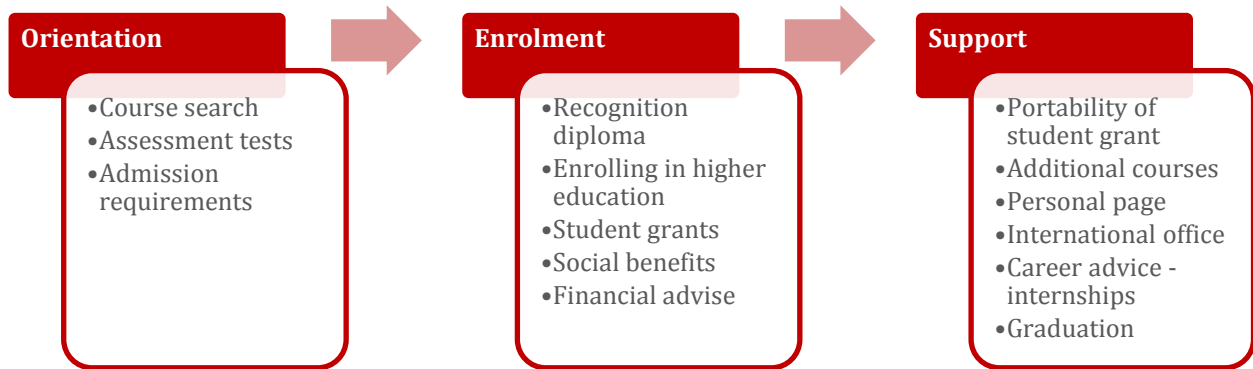 Orientation
•Course search
•Assessment tests
•Admission
requirements
Enrolment
•Recognition
diploma
•Enrolling in higher
education
•Student grants
•Social benefits
•Financial advise
Support
•Portability of
student grant
•Additional courses
•Personal page
•International office
•Career advice -
internships
•Graduation